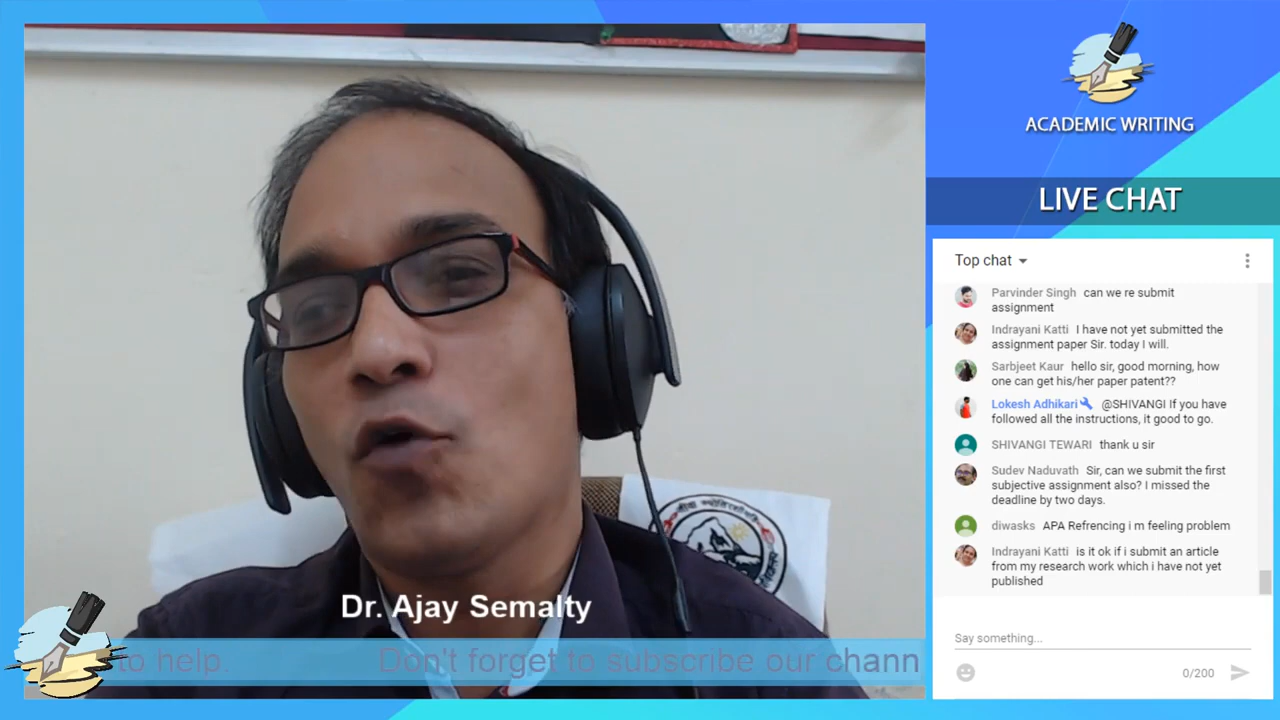 ACADEMIC WRITING
LIVE CHAT
Top chat
Parvinder Singh can we re submit
assignment
Indrayani Katti I have not yet submitted the
assignment paper Sir. today I will.
Sarbjeet Kaur hello sir, good morning, how
one can get his/her paper patent??
Lokesh Adhikari @SHIVANGI If you have
followed all the instructions, it good to go.
SHIVANGI TEWARI thank u sir
Sudev Naduvath Sir, can we submit the first
subjective assignment also? I missed the
deadline by two days.
diwasks APA Refrencing i m feeling problem
Indrayani Katti is it ok if i submit an article
from my research work which i have not yet
published
Say something...
0/200
Dr. Ajay Semalty
to help. Don't forget to subscribe our chann